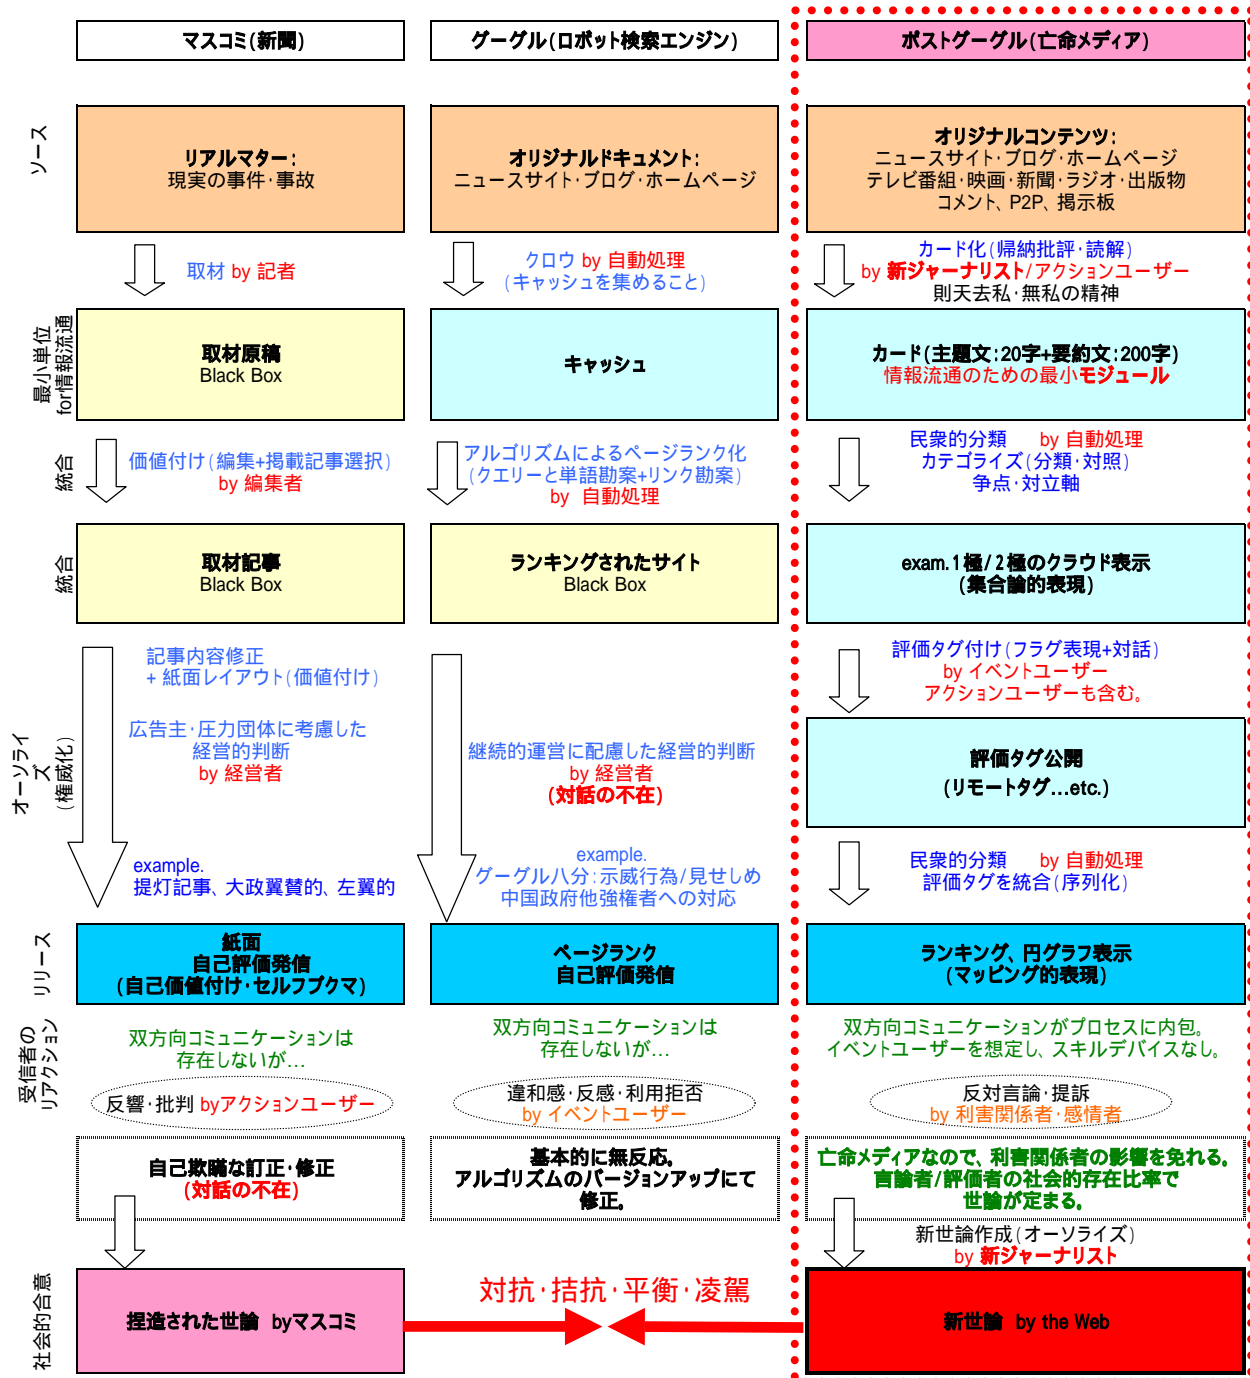 マスコミ(新聞)
グーグル(ロボット検索エンジン)
ポストグーグル(亡命メディア)
ソース
リアルマター:
現実の事件·事故
オリジナルドキュメント:
ニュースサイト·ブログ·ホームページ
オリジナルコンテンツ:
ニュースサイト·ブログ·ホームページ
テレビ番組·映画·新聞·ラジオ·出版物
コメント、P2P、掲示板
取材 by 記者
クロウ by 自動処理
(キャッシュを集めること)
カード化(帰納批評·読解)
by 新ジャーナリスト/アクションユーザー
則天去私·無私の精神
最小単位
for情報流通
取材原稿
Black Box
キャッシュ
カード(主題文:20字+要約文:200字)
情報流通のための最小モジュール
統合
価値付け(編集+掲載記事選択)
by 編集者
アルゴリズムによるページランク化
(クエリーと単語勘案+リンク勘案)
by 自動処理
民衆的分類 by 自動処理
カテゴライズ(分類·対照)
争点·対立軸
統合
取材記事
Black Box
ランキングされたサイト
Black Box
exam.1極/2極のクラウド表示
(集合論的表現)
オーソライ
ズ
(権威化)
記事内容修正
+ 紙面レイアウト(価値付け)
広告主·圧力団体に考慮した
経営的判断
by 経営者
example.
提灯記事、大政翼賛的、左翼的
継続的運営に配慮した経営的判断
by 経営者
(対話の不在)
example.
グーグル八分:示威行為/見せしめ
中国政府他強権者への対応
評価タグ付け(フラグ表現+対話)
by イベントユーザー
アクションユーザーも含む。
評価タグ公開
(リモートタグ...etc.)
民衆的分類 by 自動処理
評価タグを統合(序列化)
リリース
紙面
自己評価発信
(自己価値付け·セルフブクマ)
ページランク
自己評価発信
ランキング、円グラフ表示
(マッピング的表現)
受信者の
リアクション
双方向コミュニケーションは
存在しないが...
反響·批判 byアクションユーザー
双方向コミュニケーションは
存在しないが...
違和感·反感·利用拒否
by イベントユーザー
双方向コミュニケーションがプロセスに内包。
イベントユーザーを想定し、スキルデバイスなし。
反対言論·提訴
by 利害関係者·感情者
自己欺瞞な訂正·修正
(対話の不在)
基本的に無反応。
アルゴリズムのバージョンアップにて
修正。
亡命メディアなので、利害関係者の影響を免れる。
言論者/評価者の社会的存在比率で
世論が定まる。
新世論作成(オーソライズ)
by 新ジャーナリスト
社会的合意
捏造された世論 byマスコミ
対抗·拮抗·平衡·凌駕
新世論 by the Web